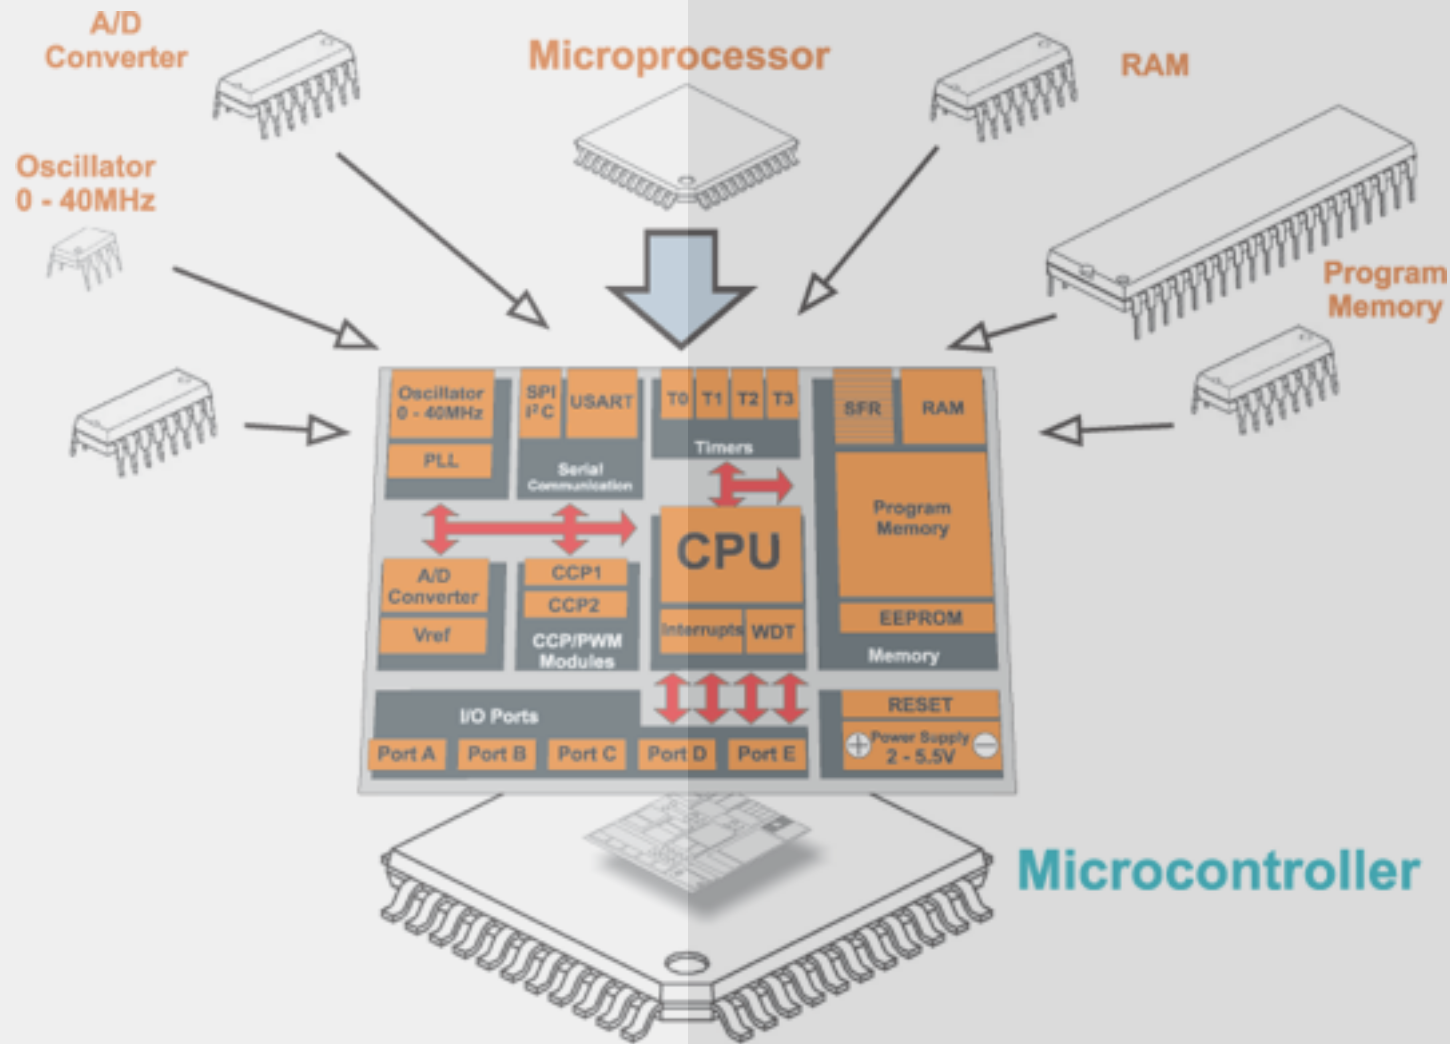 A/D
Converter
Microprocessor
RAM
Oscillator
0 - 40MHz
Program
Memory
Oscillator
0 - 40MHz
PLL
SPI
I²C
USART
Serial
Communication
T0 T1 T2 T3
Timers
SFR
RAM
Program
Memory
EEPROM
Memory
CPU
Interrupts
WDT
A/D
Converter
Vref
CCP1
CCP2
CCP/PWM
Modules
I/O Ports
Port A Port B Port C Port D Port E
RESET
Power Supply
2 - 5.5V
Microcontroller